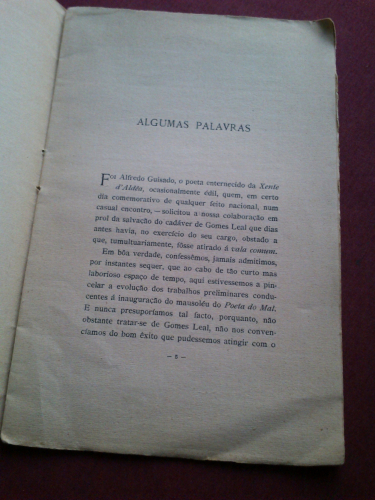 ALGUMAS PALAVRAS
FOI Alfredo Guisado, o poeta enternecido da Xente
d'Aldêa, ocasionalmente édil, quem, em certo
dia comemorativo de qualquer feito nacional, num
casual encontro, — solicitou a nossa colaboração em
prol da salvação do cadáver de Gomes Leal que dias
antes havia, no exercício do seu cargo, obstado a
que, tumultuariamente, fôsse atirado á vala comum.
Em bôa verdade, confessêmos, jamais admitimos,
por instantes sequer, que ao cabo de tão curto mas
laborioso espaço de tempo, aqui estivessemos a pin-
celar a evolução dos trabalhos preliminares condu-
centes á inauguração do mausoléu do Poeta do Mal.
E nunca presupuríamos tal facto, porquanto, não
obstante tratar-se de Gomes Leal, não nos conven-
cíamos do bom êxito que pudessemos atingir com o
— 5 —